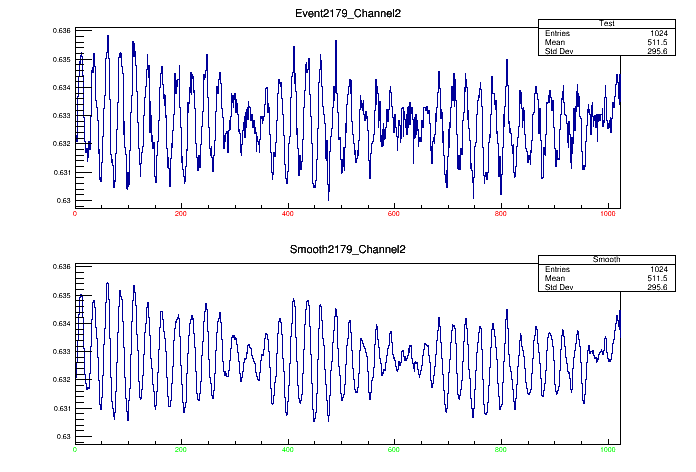 Event2179_Channel2
Test
Entries 1024
Mean 511.5
Std Dev 295.6
0.636
0.635
0.634
0.633
0.632
0.631
0.63
0 200 400 600 800 1000
Smooth2179_Channel2
Smooth
Entries 1024
Mean 511.5
Std Dev 295.6
0.636
0.635
0.634
0.633
0.632
0.631
0.63
0 200 400 600 800 1000